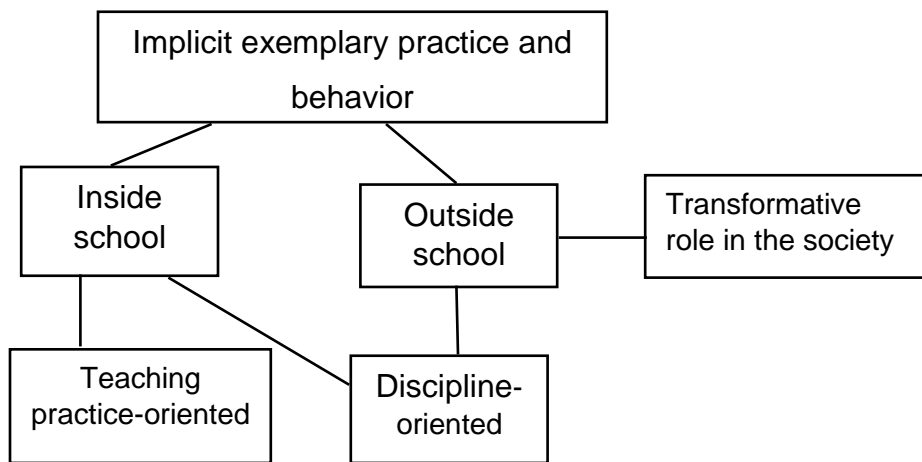 Implicit exemplary practice and
behavior
Inside
school
Outside
school
Transformative
role in the society
Teaching
practice-oriented
Discipline-
oriented